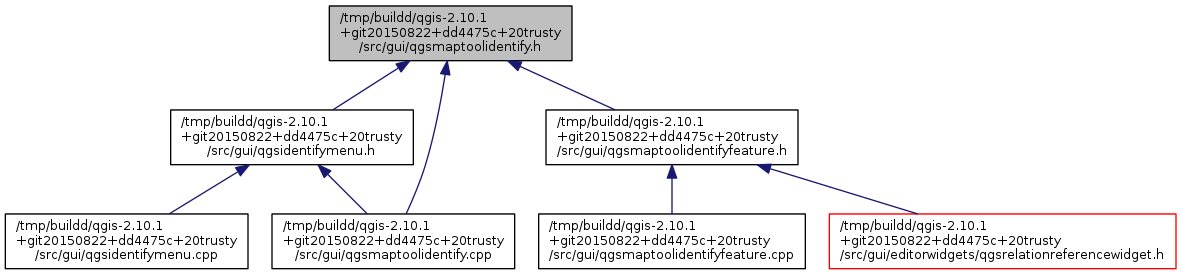 /tmp/buildd/qgis-2.10.1
+git20150822+dd4475c+20trusty
/src/gui/qgsmaptoolidentify.h
/tmp/buildd/qgis-2.10.1
+git20150822+dd4475c+20trusty
/src/gui/qgsidentifymenu.h
/tmp/buildd/qgis-2.10.1
+git20150822+dd4475c+20trusty
/src/gui/qgsmaptoolidentifyfeature.h
/tmp/buildd/qgis-2.10.1
+git20150822+dd4475c+20trusty
/src/gui/qgsidentifymenu.cpp
/tmp/buildd/qgis-2.10.1
+git20150822+dd4475c+20trusty
/src/gui/qgsmaptoolidentify.cpp
/tmp/buildd/qgis-2.10.1
+git20150822+dd4475c+20trusty
/src/gui/qgsmaptoolidentifyfeature.cpp
/tmp/buildd/qgis-2.10.1
+git20150822+dd4475c+20trusty
/src/gui/editorwidgets/qgsrelationreferencewidget.h